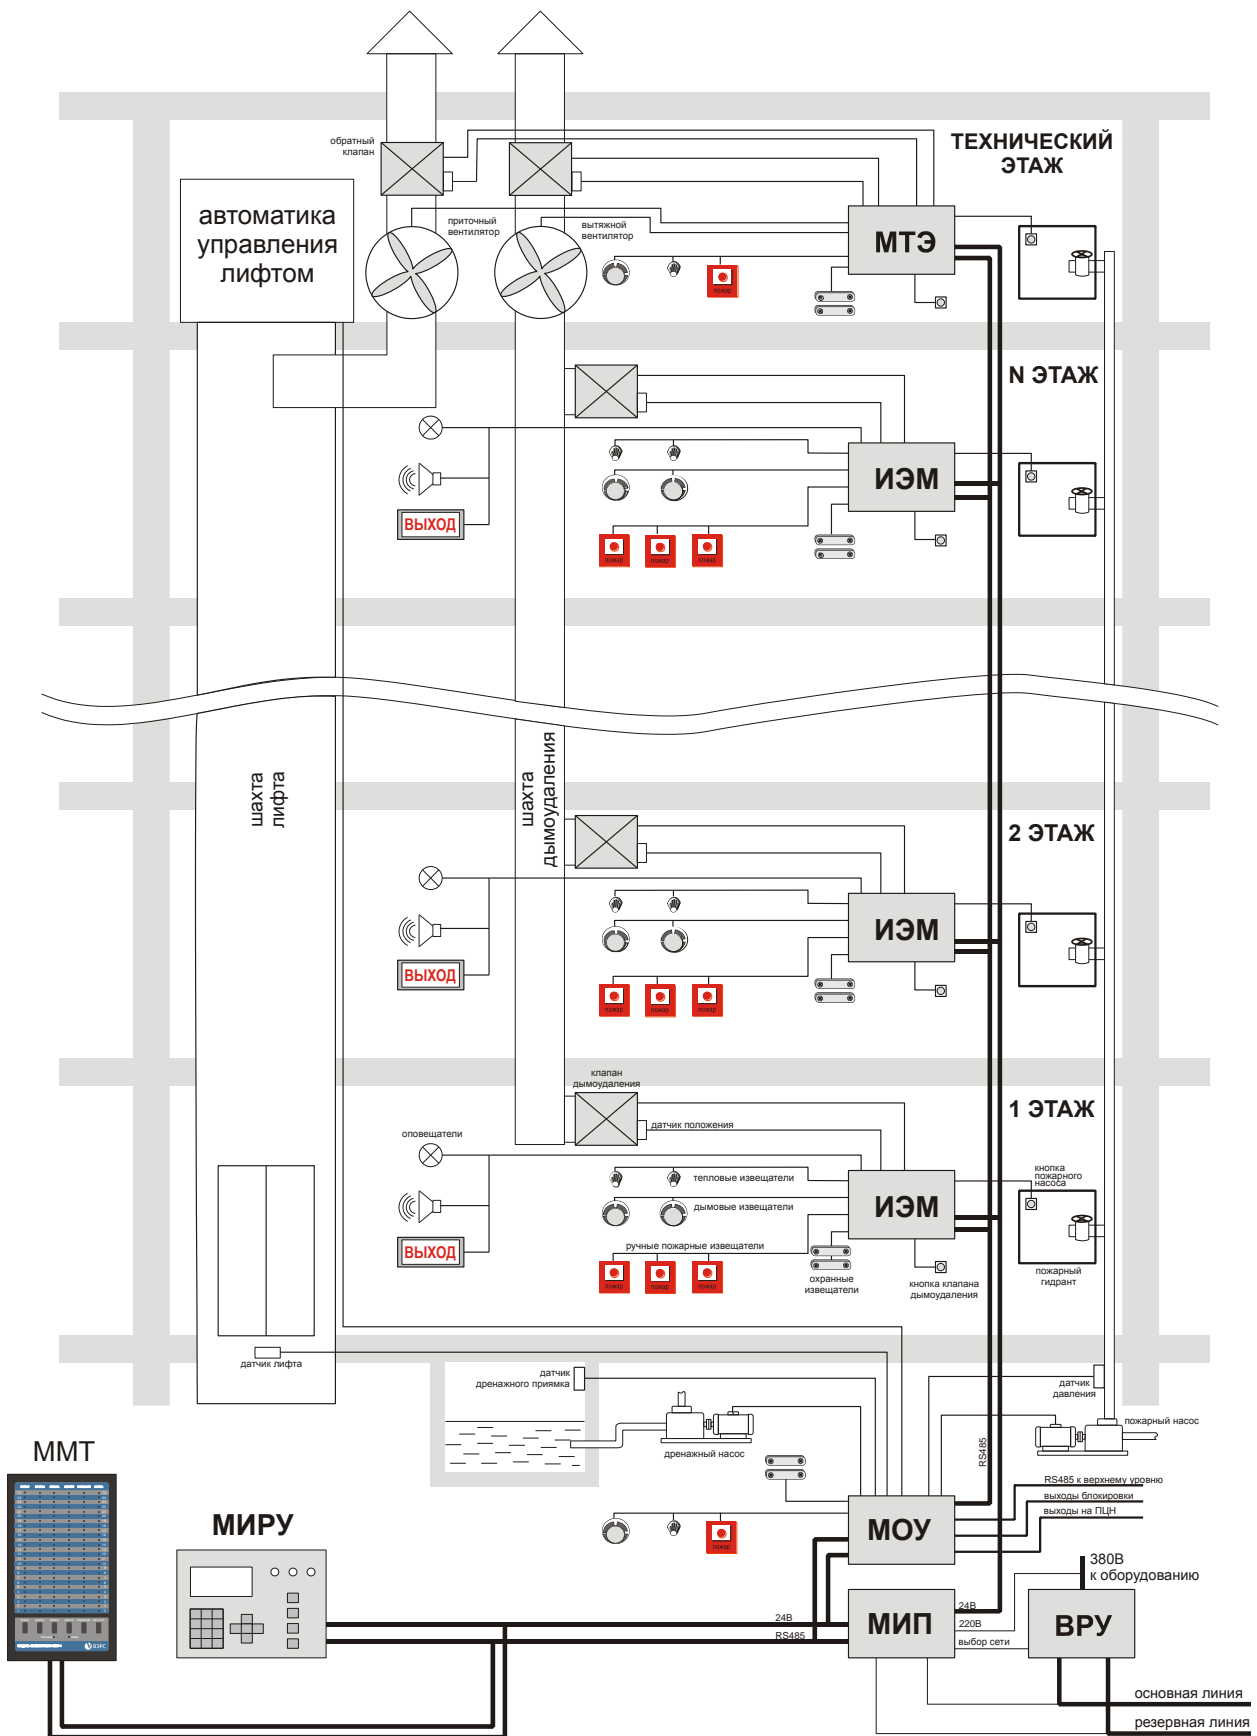 обратный
клапан
ТЕХНИЧЕСКИЙ
ЭТАЖ
автоматика
управления
лифтом
приточный
вентилятор
вытяжной
вентилятор
МТЭ
пожар
N ЭТАЖ
ИЭМ
ВЫХОД
пожар
пожар
пожар
шахта
лифта
шахта
дымоудаления
2 ЭТАЖ
ИЭМ
ВЫХОД
пожар
пожар
пожар
клапан
дымоудаления
1 ЭТАЖ
датчик положения
оповещатели
кнопка
пожарного
насоса
тепловые извещатели
ИЭМ
дымовые извещатели
ВЫХОД
ручные пожарные извещатели
пожар
пожар
пожар
охранные
извещатели
кнопка клапана
дымоудаления
пожарный
гидрант
датчик лифта
датчик
дренажного приямка
датчик
давления
пожарный насос
дренажный насос
RS485
ММТ
МИРУ
пожар
МОУ
RS485 к верхнему уровню
выходы блокировки
выходы на ПЦН
380В
к оборудованию
24В
RS485
МИП
24В
220В
выбор сети
ВРУ
основная линия
резервная линия
ВЭРС